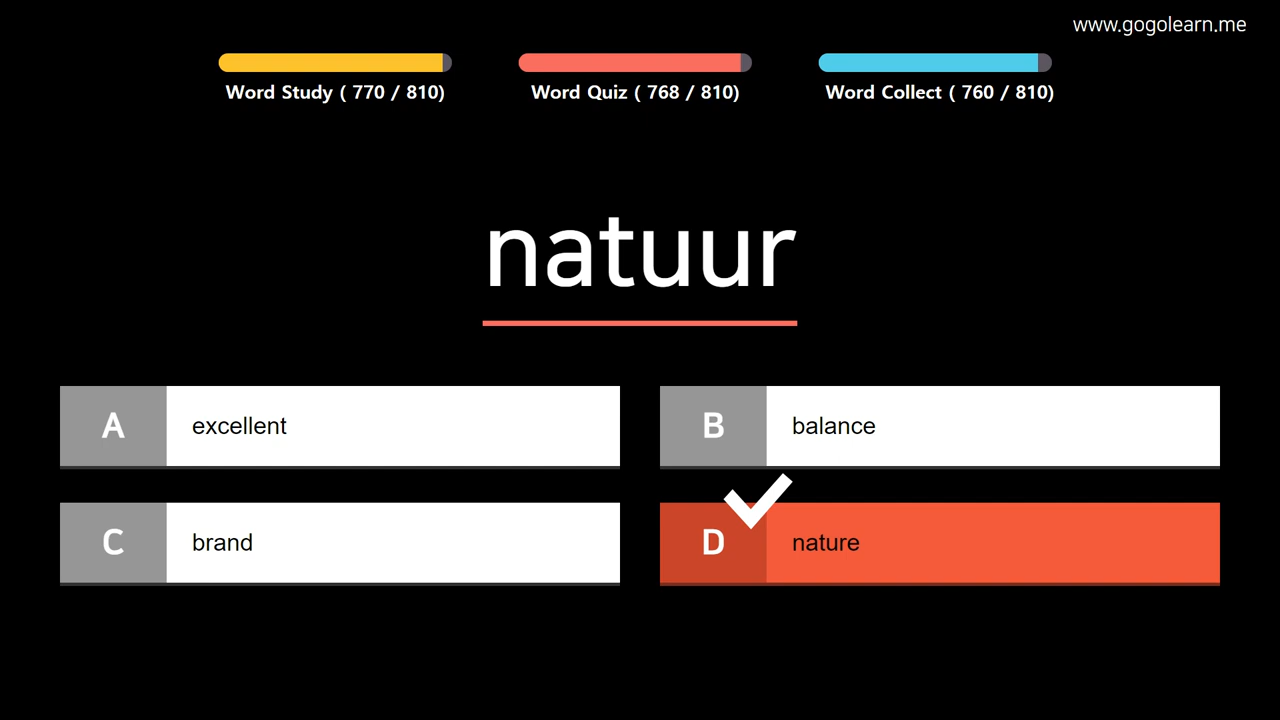 www.gogolearn.me
Word Study ( 770 / 810)
Word Quiz ( 768 / 810)
Word Collect ( 760 / 810)
natuur
A excellent
B balance
C brand
D nature